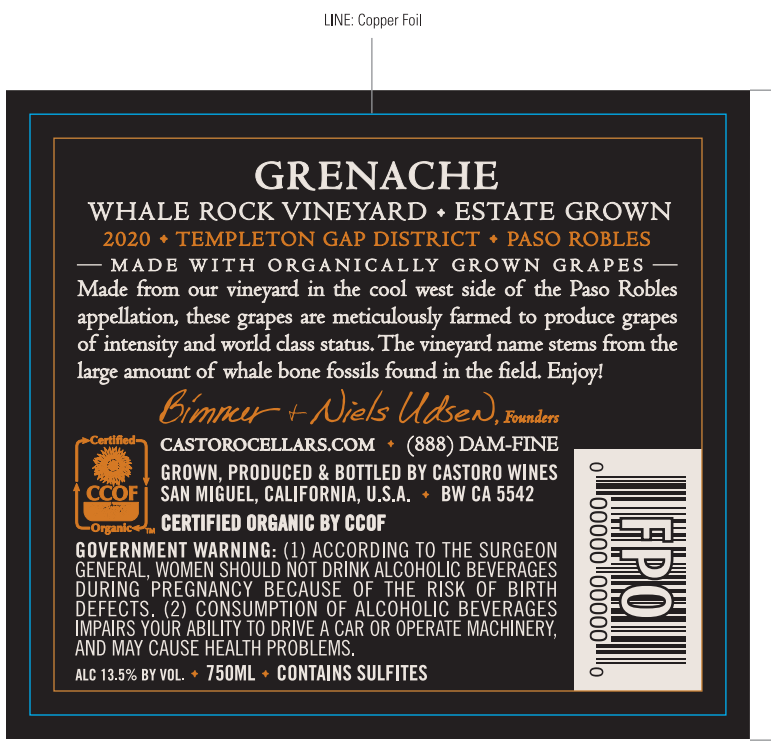 LINE: Copper Foil
GRENACHE
WHALE ROCK VINEYARD ✦ ESTATE GROWN
2020 ✦ TEMPLETON GAP DISTRICT ✦ PASO ROBLES
— MADE WITH ORGANICALLY GROWN GRAPES —
Made from our vineyard in the cool west side of the Paso Robles
appellation, these grapes are meticulously farmed to produce grapes
of intensity and world class status. The vineyard name stems from the
large amount of whale bone fossils found in the field. Enjoy!
Bimmer + Niels Udsen, Founders
Certified
CCOF
Organic™
CASTOROCELLARS.COM ✦ (888) DAM-FINE
GROWN, PRODUCED & BOTTLED BY CASTORO WINES
SAN MIGUEL, CALIFORNIA, U.S.A. ✦ BW CA 5542
CERTIFIED ORGANIC BY CCOF
GOVERNMENT WARNING: (1) ACCORDING TO THE SURGEON
GENERAL, WOMEN SHOULD NOT DRINK ALCOHOLIC BEVERAGES
DURING PREGNANCY BECAUSE OF THE RISK OF BIRTH
DEFECTS. (2) CONSUMPTION OF ALCOHOLIC BEVERAGES
IMPAIRS YOUR ABILITY TO DRIVE A CAR OR OPERATE MACHINERY,
AND MAY CAUSE HEALTH PROBLEMS.
ALC 13.5% BY VOL. ✦ 750ML ✦ CONTAINS SULFITES
0 00000 00000 0
FPO